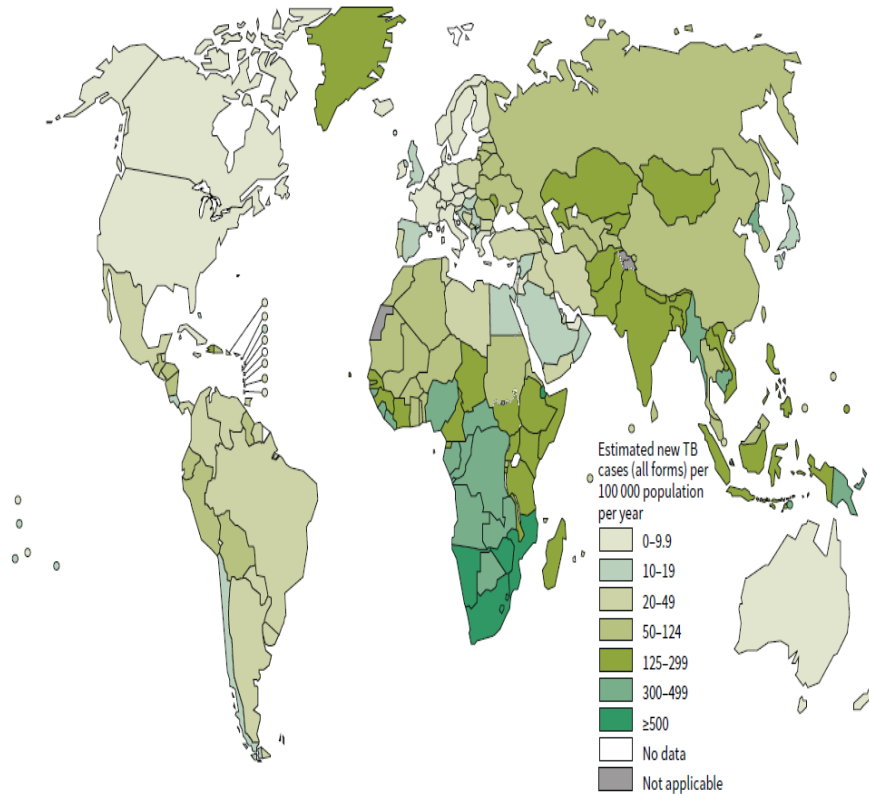 Estimated new TB
cases (all forms) per
100 000 population
per year
0–9.9
10–19
20–49
50–124
125–299
300–499
≥500
No data
Not applicable